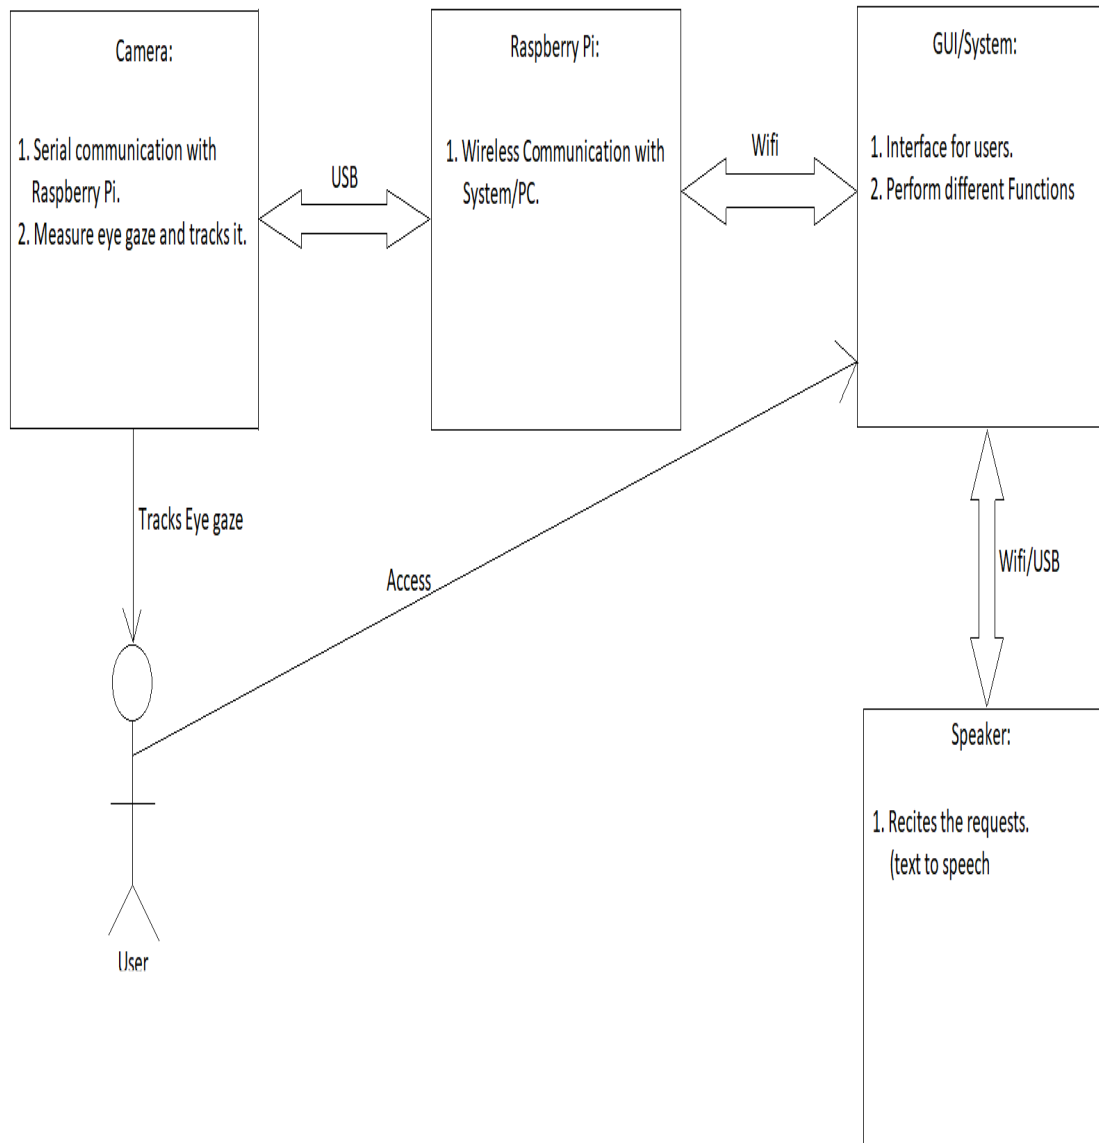 Camera:
1. Serial communication with
Raspberry Pi.
2. Measure eye gaze and tracks it.
USB
Raspberry Pi:
1. Wireless Communication with
System/PC.
Wifi
GUI/System:
1. Interface for users.
2. Perform different Functions
Tracks Eye gaze
Access
Wifi/USB
User
Speaker:
1. Recites the requests.
(text to speech